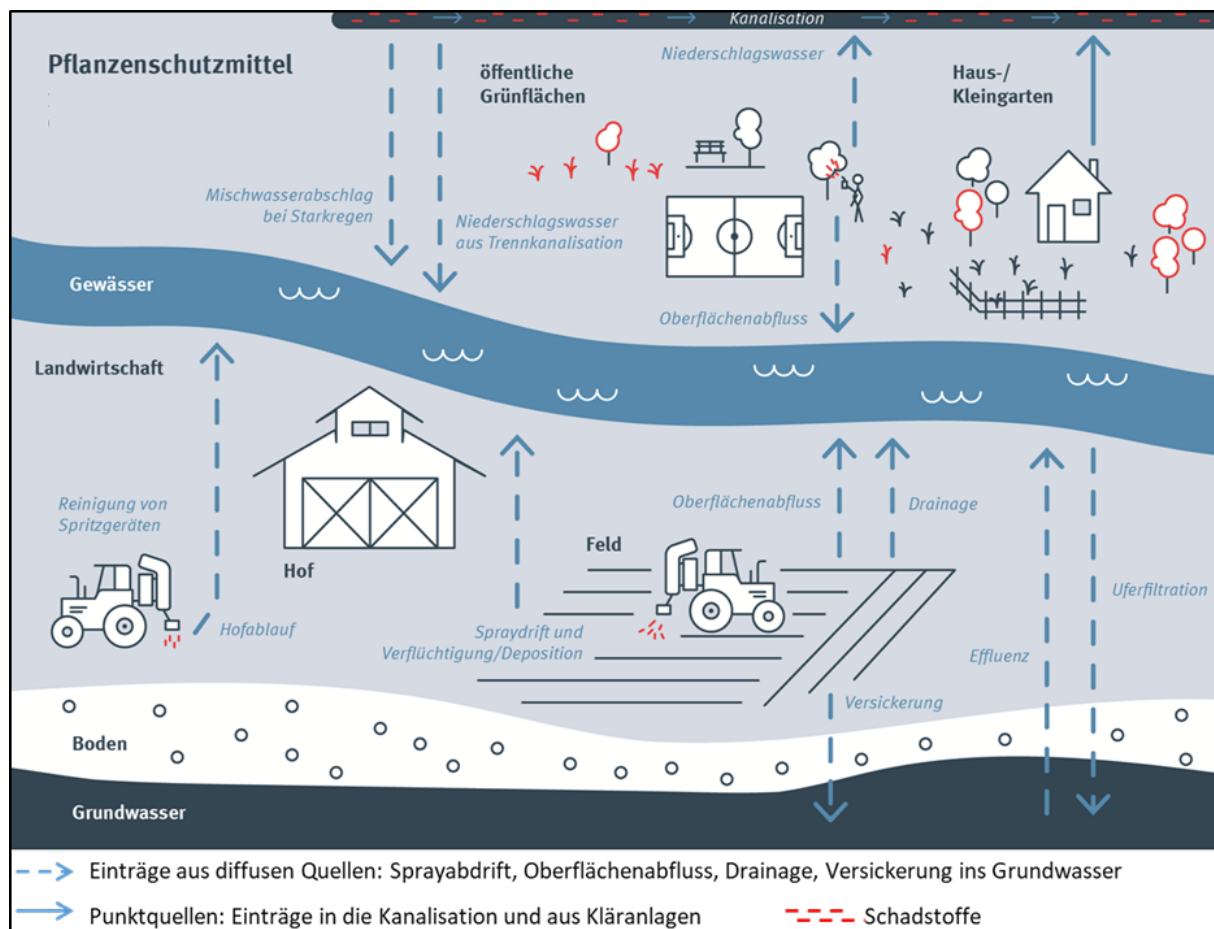 Kanalisation
Pflanzenschutzmittel
Niederschlagswasser
öffentliche
Grünflächen
Haus-/
Kleingarten
Mischwasserabschlag
bei Starkregen
Niederschlagswasser
aus Trennkanalisation
Gewässer
Oberflächenabfluss
Landwirtschaft
Reinigung von
Spritzgeräten
Hof
Hofablauf
Spraydrift und
Verflüchtigung/Deposition
Feld
Oberflächenabfluss
Drainage
Uferfiltration
Effluenz
Versickerung
Boden
Grundwasser
Einträge aus diffusen Quellen: Sprayabdrift, Oberflächenabfluss, Drainage, Versickerung ins Grundwasser
Punktquellen: Einträge in die Kanalisation und aus Kläranlagen
Schadstoffe